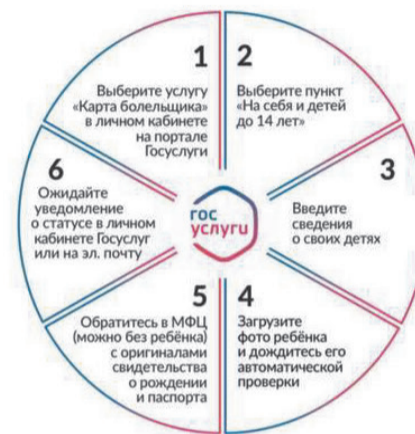 1
Выберите услугу
«Карта болельщика»
в личном кабинете
на портале
Госуслуги
2
Выберите пункт
«На себя и детей
до 14 лет»
3
Введите
сведения
о своих детях
4
Загрузите
фото ребёнка
и дождитесь его
автоматической
проверки
5
Обратитесь в МФЦ
(можно без ребёнка)
с оригиналами
свидетельства
о рождении
и паспорта
6
Ожидайте
уведомление
о статусе в личном
кабинете Госуслуг
или на эл. почту
гос
услуги